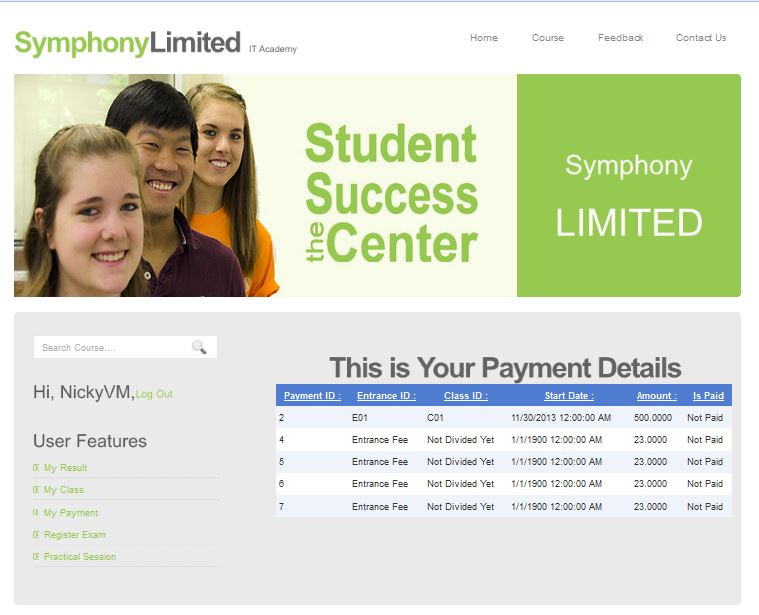 SymphonyLimited IT Academy
Home Course Feedback Contact Us
Student
Success
the Center
Symphony
LIMITED
Search Course....
Hi, NickyVM,Log Out
User Features
My Result
My Class
My Payment
Register Exam
Practical Session
This is Your Payment Details
Payment ID : Entrance ID : Class ID : Start Date : Amount : Is Paid
2 E01 C01 11/30/2013 12:00:00 AM 500.0000 Not Paid
4 Entrance Fee Not Divided Yet 1/1/1900 12:00:00 AM 23.0000 Not Paid
5 Entrance Fee Not Divided Yet 1/1/1900 12:00:00 AM 23.0000 Not Paid
6 Entrance Fee Not Divided Yet 1/1/1900 12:00:00 AM 23.0000 Not Paid
7 Entrance Fee Not Divided Yet 1/1/1900 12:00:00 AM 23.0000 Not Paid